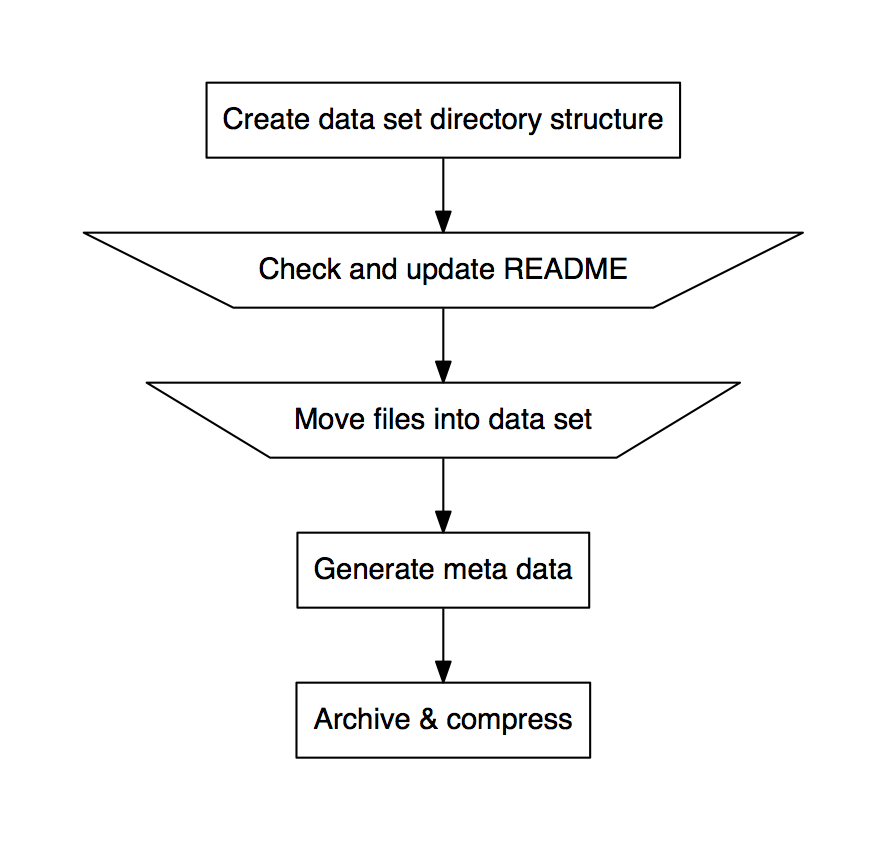 Create data set directory structure
Check and update README
Move files into data set
Generate meta data
Archive & compress